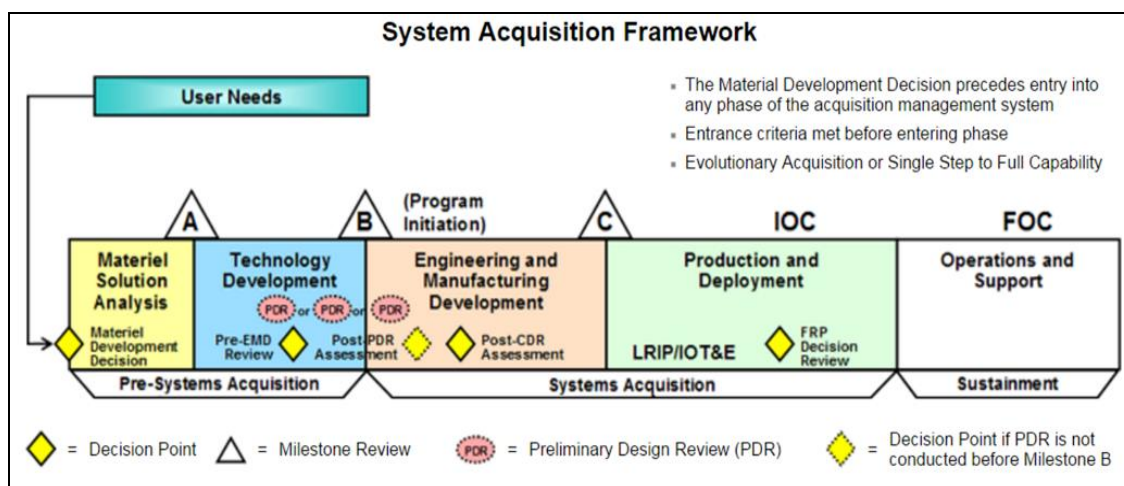 System Acquisition Framework
User Needs
▪ The Material Development Decision precedes entry into
any phase of the acquisition management system
▪ Entrance criteria met before entering phase
▪ Evolutionary Acquisition or Single Step to Full Capability
A
B
(Program
Initiation)
C
IOC
FOC
Materiel
Solution
Analysis
Technology
Development
Engineering and
Manufacturing
Development
Production and
Deployment
Operations and
Support
PDR or PDR or PDR
Materiel
Development
Decision
Pre-EMD
Review
Post-PDR
Assessment
Post-CDR
Assessment
LRIP/IOT&E
FRP
Decision
Review
Pre-Systems Acquisition
Systems Acquisition
Sustainment
= Decision Point
= Milestone Review
PDR = Preliminary Design Review (PDR)
= Decision Point if PDR is not
conducted before Milestone B